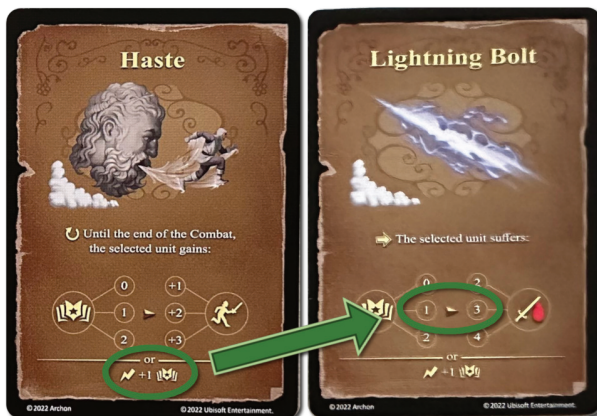 Haste
Until the end of the Combat,
the selected unit gains:
0 +1
1 +2
2 +3
or
+1
© 2022 Archon © 2022 Ubisoft Entertainment.
Lightning Bolt
The selected unit suffers:
0 2
1 3
2 4
or
+1
© 2022 Archon © 2022 Ubisoft Entertainment.